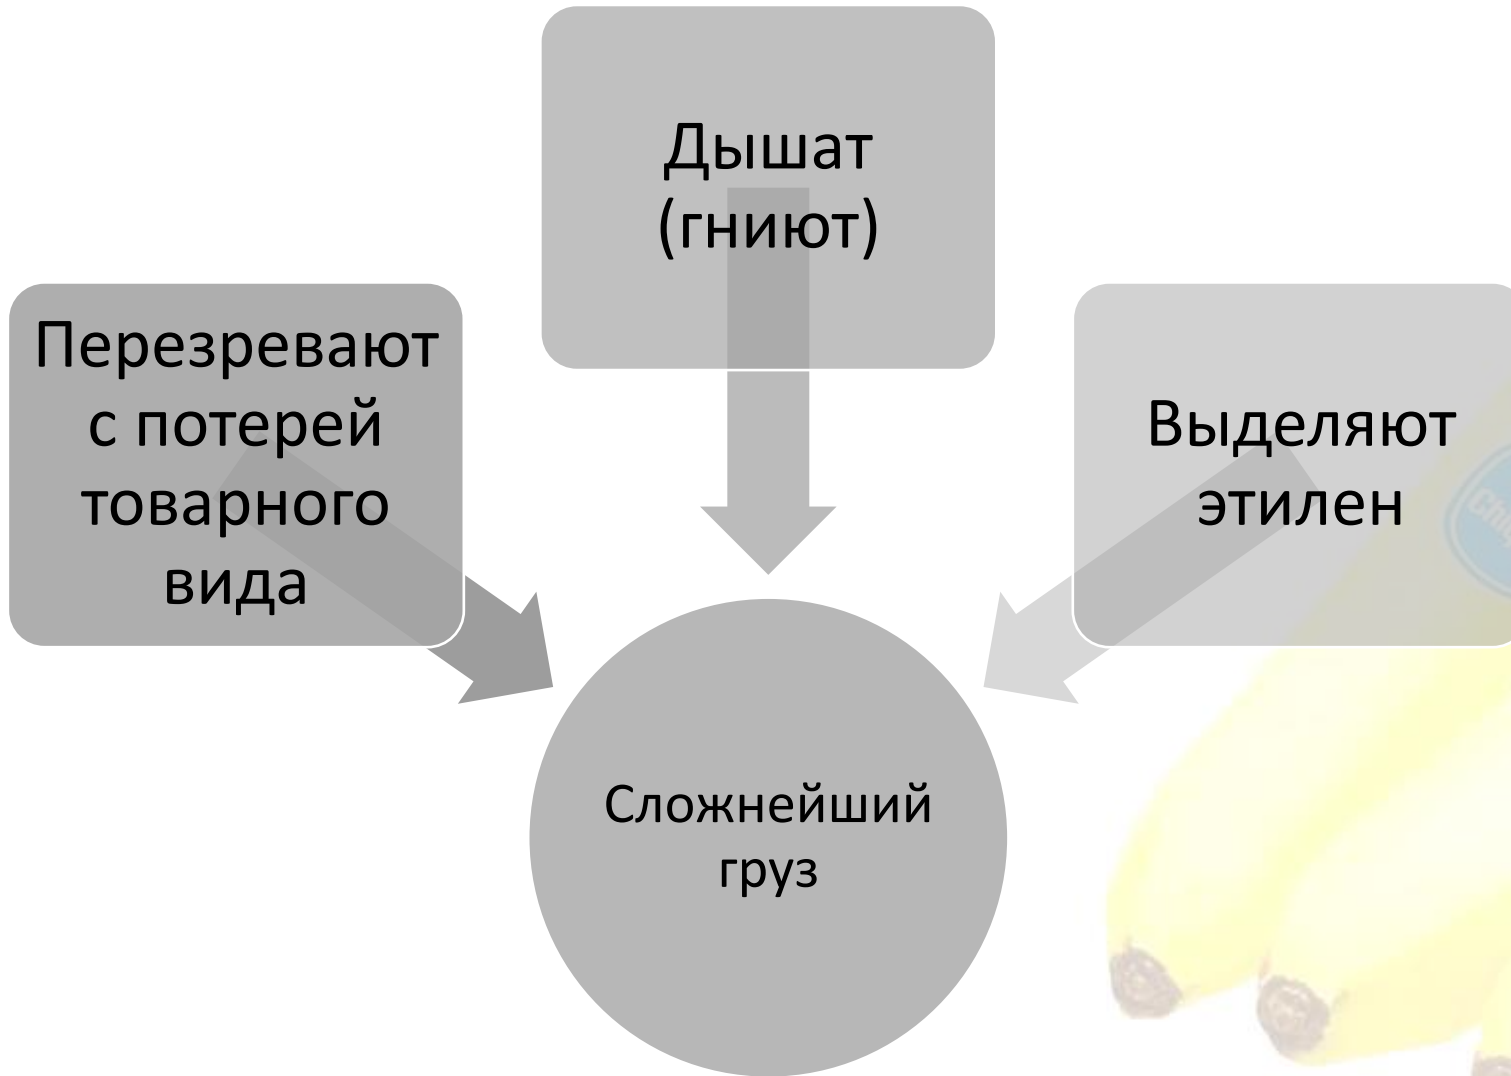 Дышат
(гниют)
Перезревают
с потерей
товарного
вида
Выделяют
этилен
Сложнейший
груз